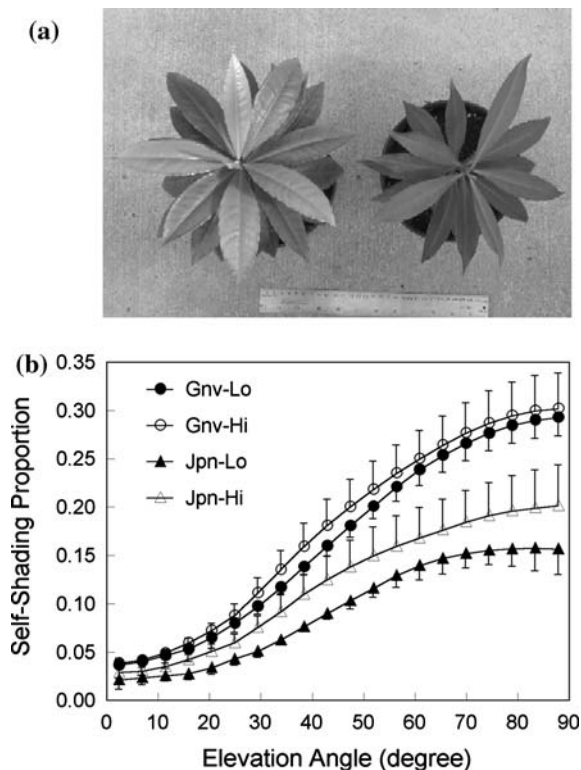 (a)
(b)
0.35
0.30
0.25
0.20
0.15
0.10
0.05
0.00
Self-Shading Proportion
Gnv-Lo
Gnv-Hi
Jpn-Lo
Jpn-Hi
0 10 20 30 40 50 60 70 80 90
Elevation Angle (degree)